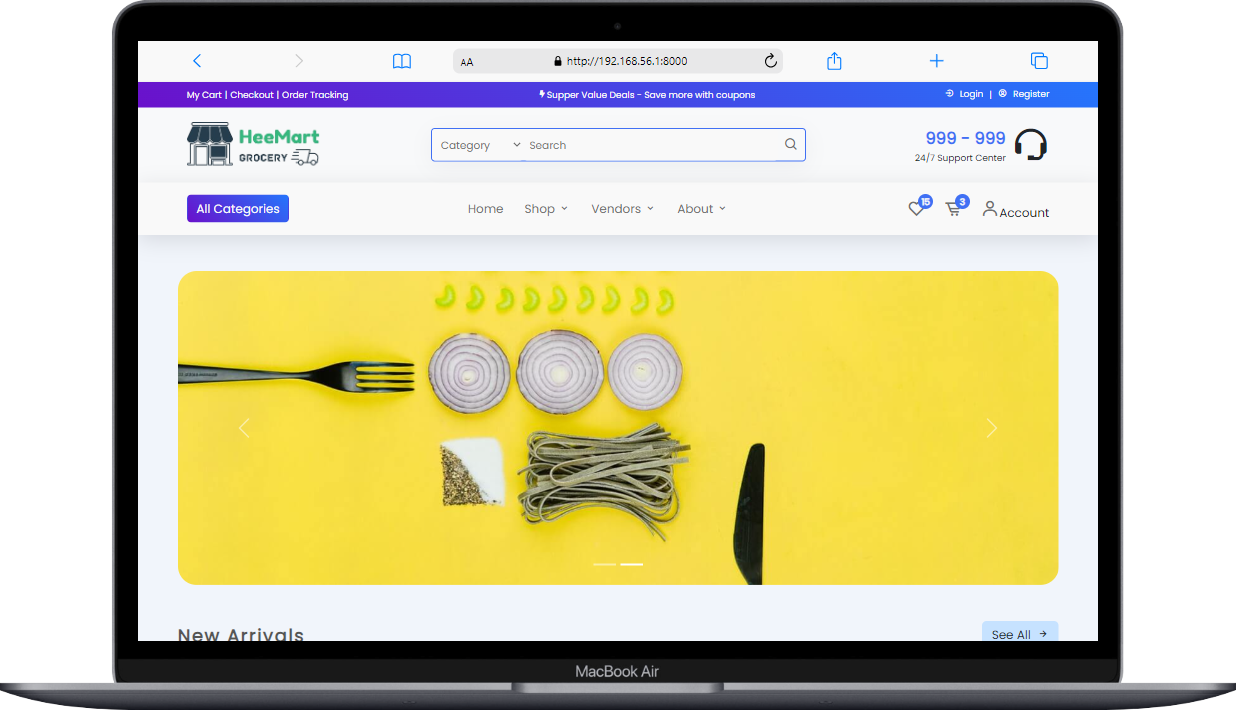 AA
http://192.168.56.1:8000
My Cart | Checkout | Order Tracking
Supper Value Deals - Save more with coupons
Login | Register
HeeMart
GROCERY
Category
Search
999 - 999
24/7 Support Center
All Categories
Home
Shop
Vendors
About
15
3
Account
New Arrivals
See All
MacBook Air